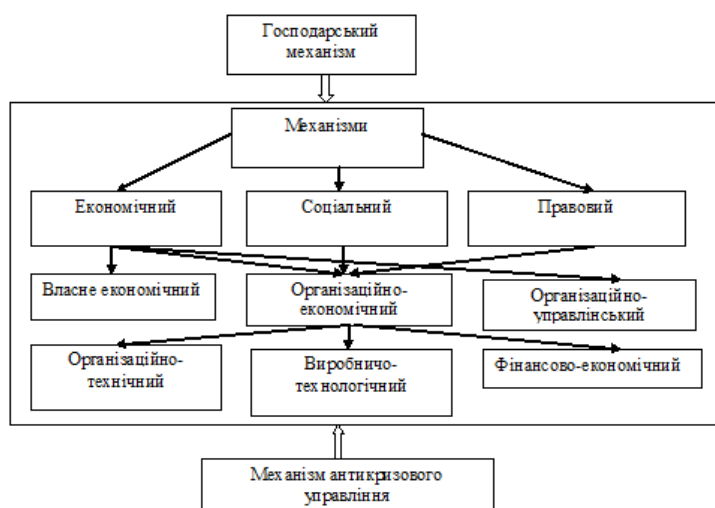 Господарський
механізм
Механізми
Економічний
Соціальний
Правовий
Власне економічний
Організаційно-
економічний
Організаційно-
управлінський
Організаційно-
технічний
Виробничо-
технологічний
Фінансово-економічний
Механізм антикризового
управління